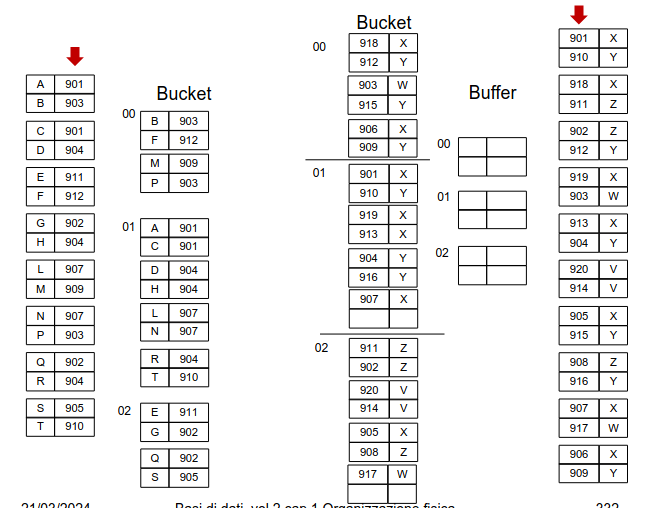 Bucket
00
918 X
912 Y
903 W
915 Y
906 X
909 Y
01
901 X
910 Y
919 X
913 X
904 Y
916 Y
907 X
02
911 Z
902 Z
920 V
914 V
905 X
908 Z
917 W
A 901
B 903
C 901
D 904
E 911
F 912
G 902
H 904
L 907
M 909
N 907
P 903
Q 902
R 904
S 905
T 910
Bucket
00
B 903
F 912
M 909
P 903
01
A 901
C 901
D 904
H 904
L 907
N 907
R 904
T 910
02
E 911
G 902
Q 902
S 905
Buffer
00
01
02
901 X
910 Y
918 X
911 Z
902 Z
912 Y
919 X
903 W
913 X
904 Y
920 V
914 V
905 X
915 Y
908 Z
916 Y
907 X
917 W
906 X
909 Y
21/03/2024 Basi di dati, vol 2 cap 1 Organizzazione fisica 332